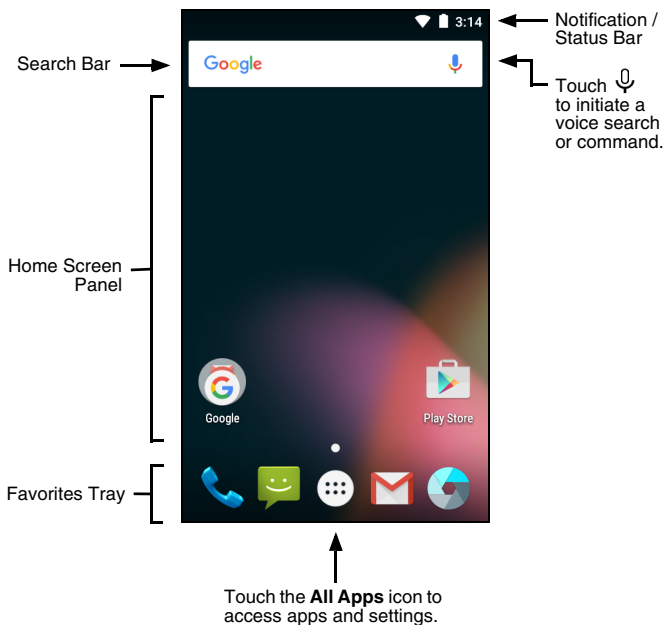 3:14
Notification /
Status Bar
Search Bar
Google
Touch
to initiate a
voice search
or command.
Home Screen
Panel
G
Google
Play Store
Favorites Tray
Touch the All Apps icon to
access apps and settings.